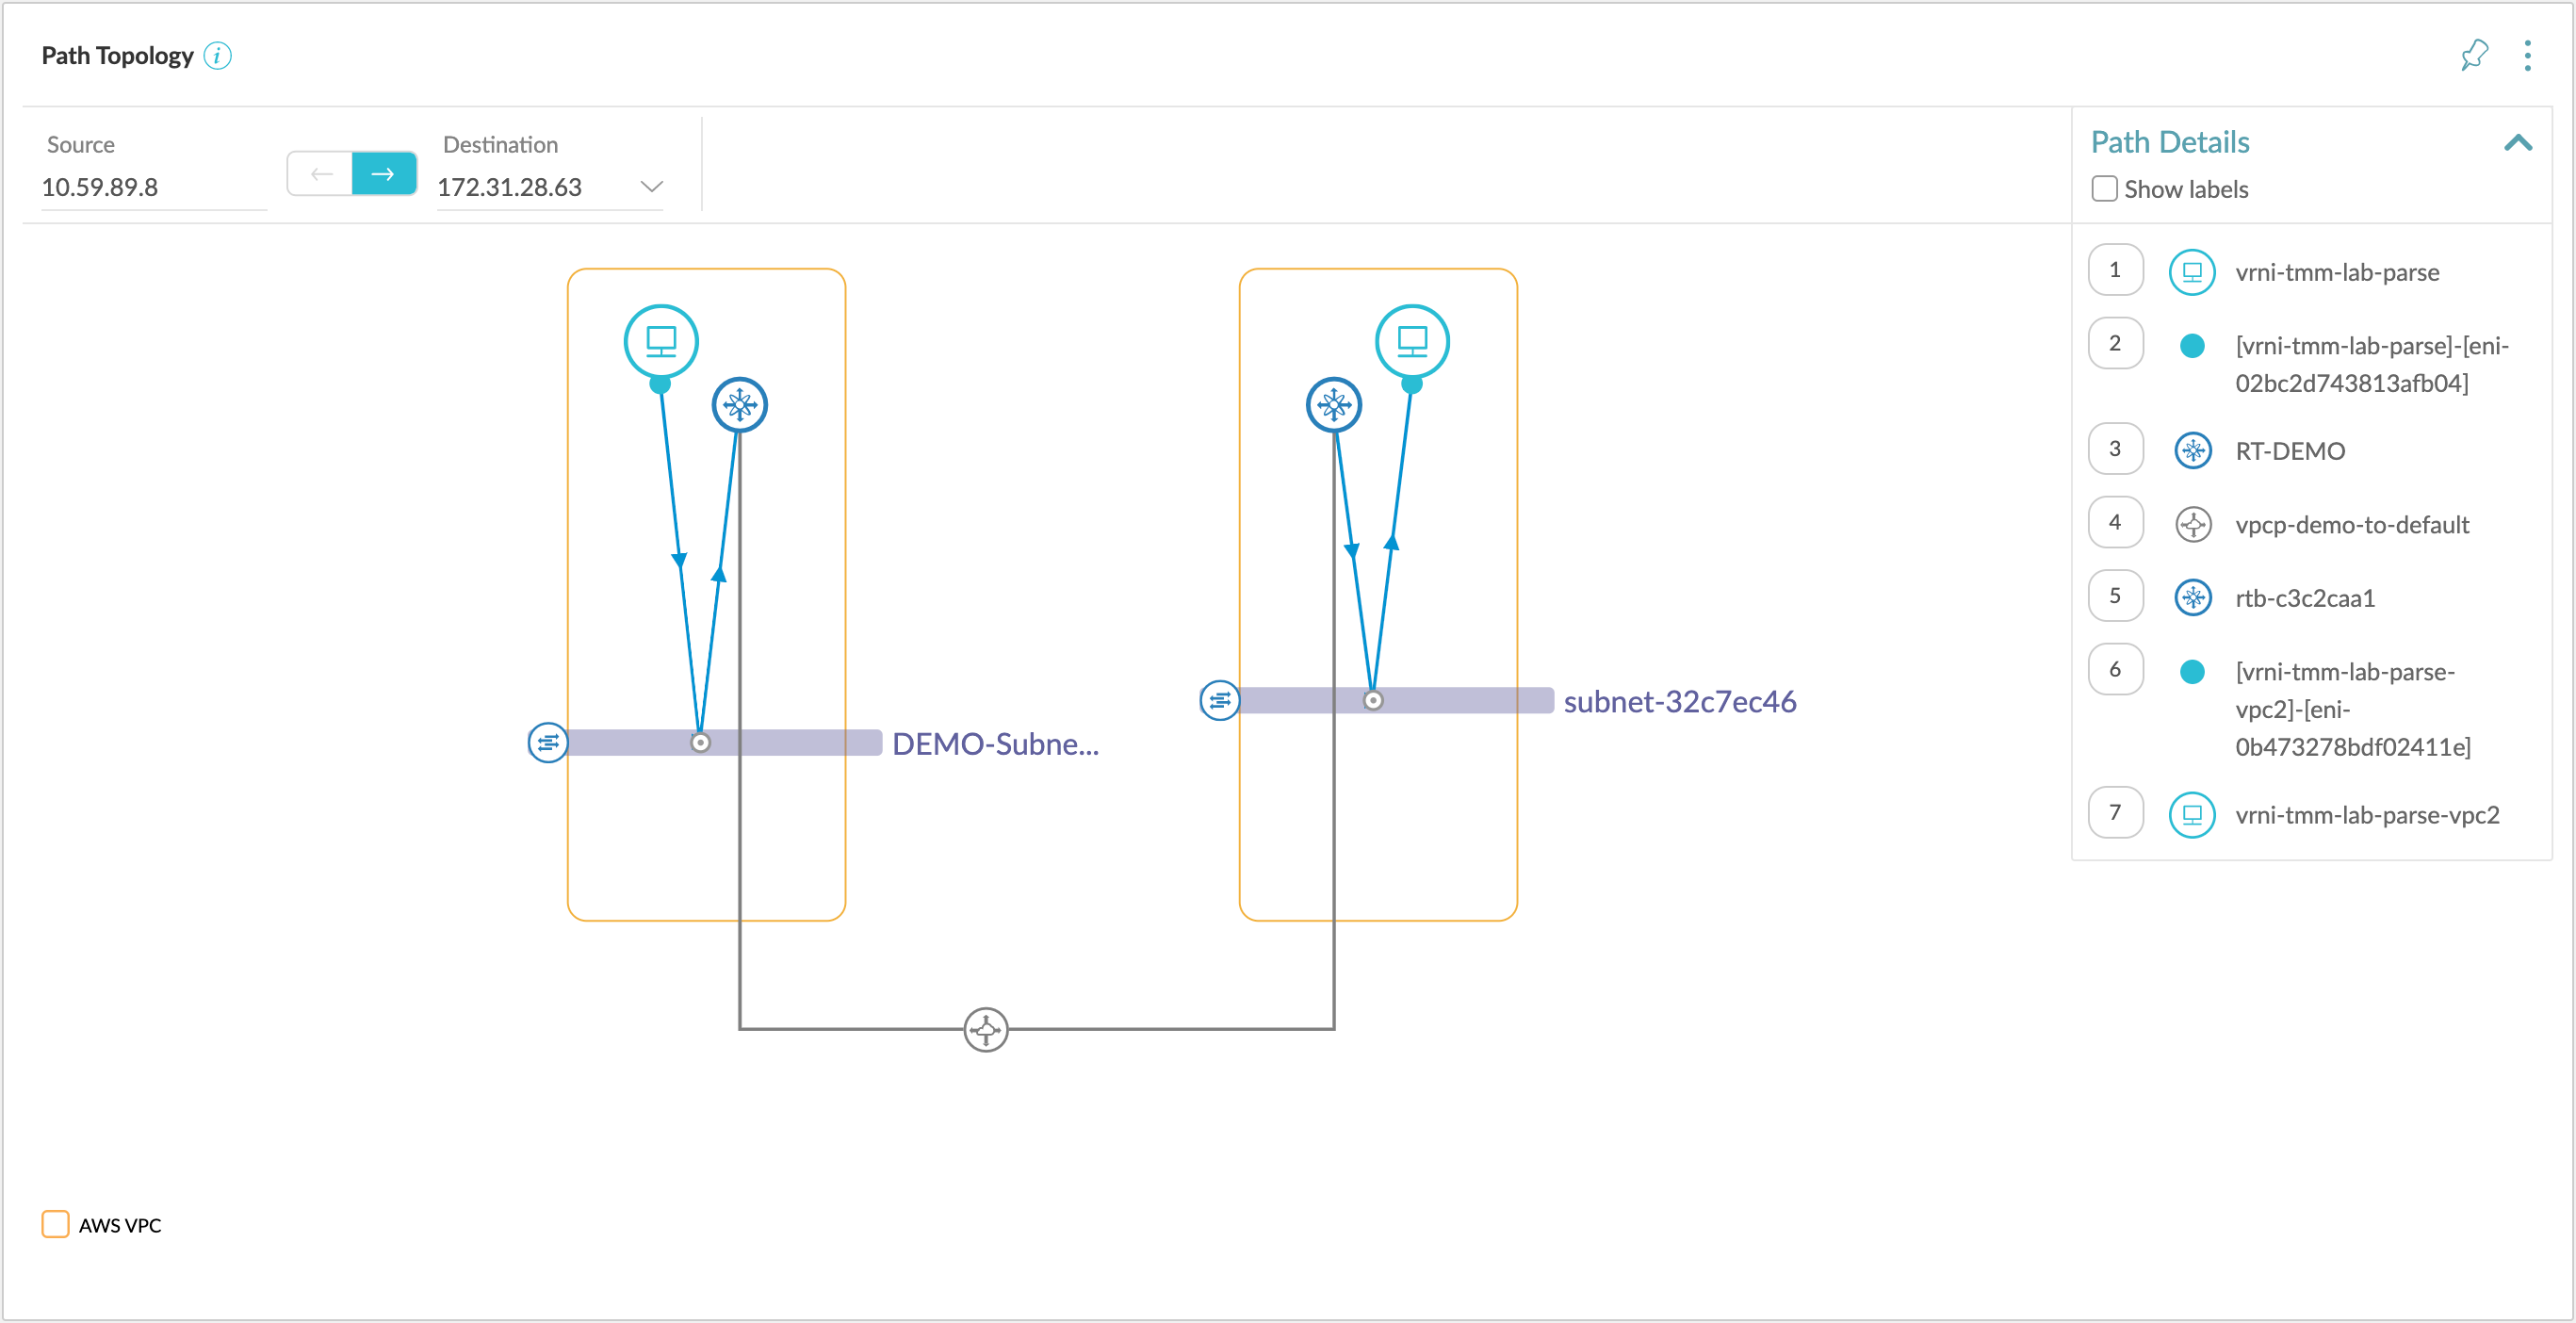 Path Topology i
Source
10.59.89.8
Destination
172.31.28.63
Path Details
Show labels
1 vrni-tmm-lab-parse
2 [vrni-tmm-lab-parse]-[eni-
02bc2d743813afb04]
3 RT-DEMO
4 vpcp-demo-to-default
5 rtb-c3c2caa1
6 [vrni-tmm-lab-parse-
vpc2]-[eni-
0b473278bdf02411e]
7 vrni-tmm-lab-parse-vpc2
subnet-32c7ec46
DEMO-Subne...
AWS VPC